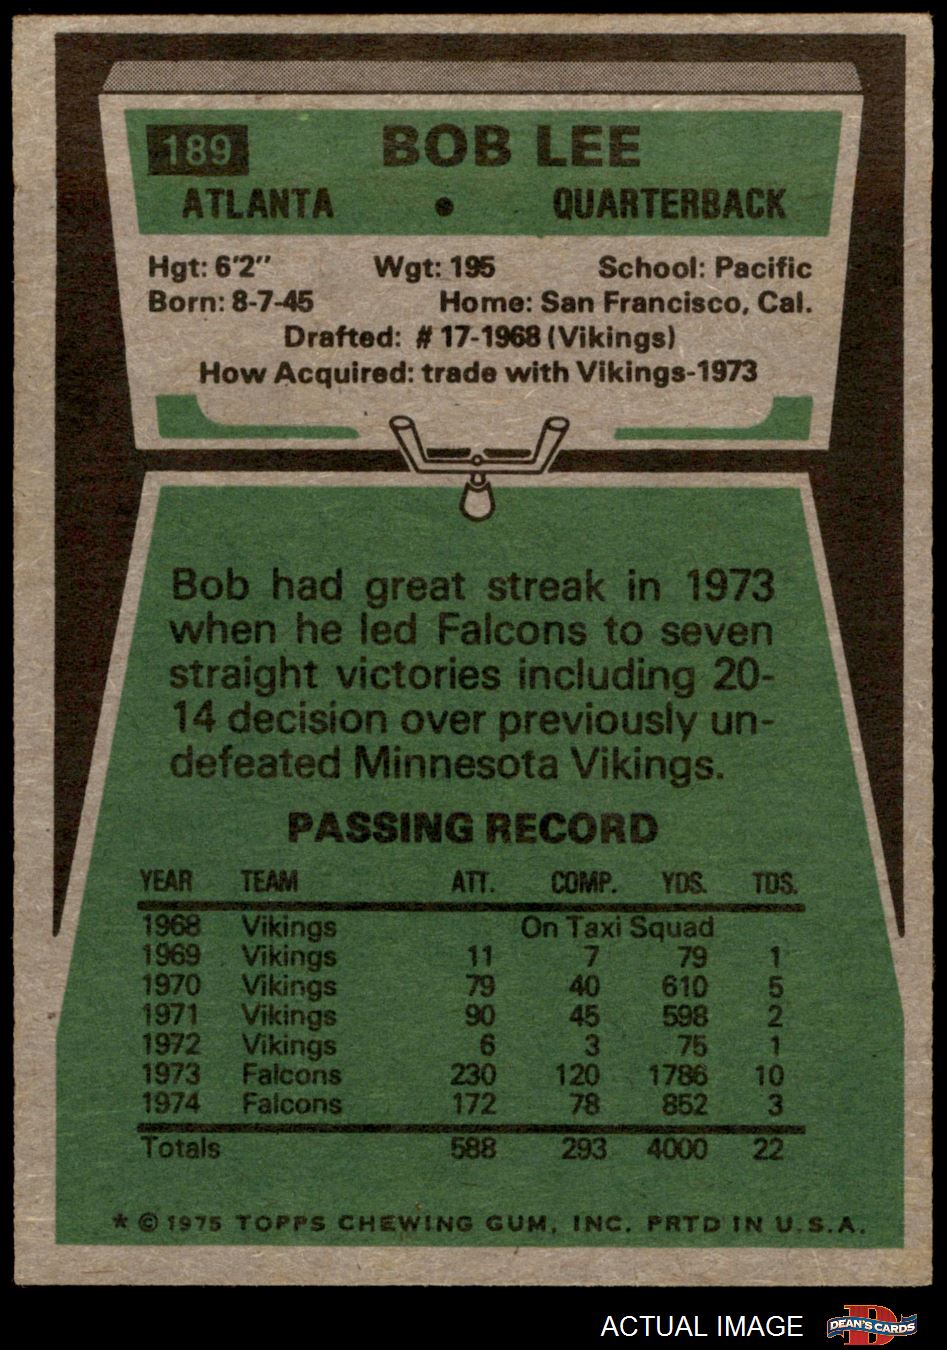 189 BOB LEE
ATLANTA • QUARTERBACK
Hgt: 6'2" Wgt: 195 School: Pacific
Born: 8-7-45 Home: San Francisco, Cal.
Drafted: # 17-1968 (Vikings)
How Acquired: trade with Vikings-1973
Bob had great streak in 1973
when he led Falcons to seven
straight victories including 20-
14 decision over previously un-
defeated Minnesota Vikings.
PASSING RECORD
YEAR TEAM ATT. COMP. YDS. TDS.
1968 Vikings On Taxi Squad
1969 Vikings 11 7 79 1
1970 Vikings 79 40 610 5
1971 Vikings 90 45 598 2
1972 Vikings 6 3 75 1
1973 Falcons 230 120 1786 10
1974 Falcons 172 78 852 3
Totals 588 293 4000 22
* © 1975 TOPPS CHEWING GUM, INC. PRTD IN U.S.A.
ACTUAL IMAGE D DEAN'S CARDS